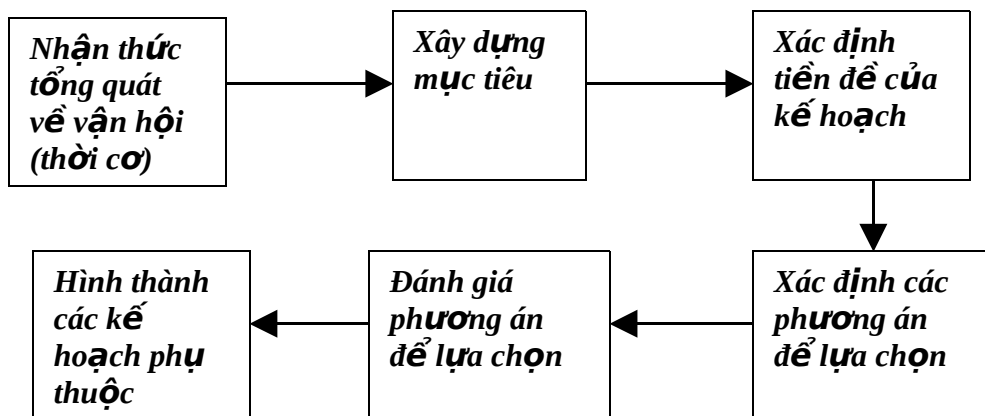 Nhận thức
tổng quát
về vận hội
(thời cơ)
Xây dựng
mục tiêu
Xác định
tiền đề của
kế hoạch
Xác định các
phương án
để lựa chọn
Đánh giá
phương án
để lựa chọn
Hình thành
các kế
hoạch phụ
thuộc